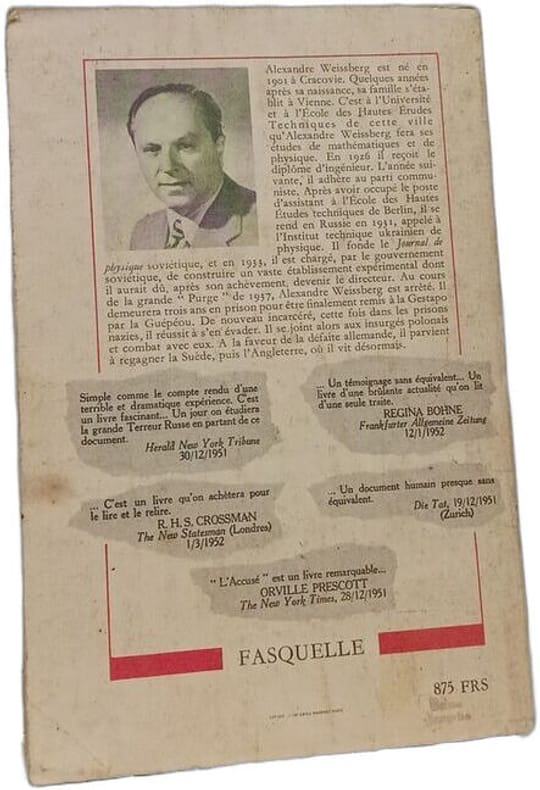 Alexandre Weissberg est né en
1901 à Cracovie. Quelques années
après sa naissance, sa famille s'éta-
blit à Vienne. C'est à l'Université
et à l'École des Hautes Études
Techniques de cette ville
qu'Alexandre Weissberg fera ses
études de mathématiques et de
physique. En 1926 il reçoit le
diplôme d'ingénieur. L'année sui-
vante, il adhère au parti commu-
niste. Après avoir occupé le poste
d'assistant à l'École des Hautes
Études techniques de Berlin, il se
rend en Russie en 1931, appelé à
l'Institut technique ukrainien de
physique. Il fonde le Journal de
physique soviétique, et en 1933, il est chargé, par le gouvernement
soviétique, de construire un vaste établissement expérimental dont
il aurait dû, après son achèvement, devenir le directeur. Au cours
de la grande " Purge " de 1937, Alexandre Weissberg est arrêté. Il
demeurera trois ans en prison pour être finalement remis à la Gestapo
par la Guépéou. De nouveau incarcéré, cette fois dans les prisons
nazies, il réussit à s'en évader. Il se joint alors aux insurgés polonais
et combat avec eux. A la faveur de la défaite allemande, il parvient
à regagner la Suède, puis l'Angleterre, où il vit désormais.
Simple comme le compte rendu d'une
terrible et dramatique expérience. C'est
un livre fascinant... Un jour on étudiera
la grande Terreur Russe en partant de ce
document.
Herald New York Tribune
30/12/1951
... Un témoignage sans équivalent... Un
livre d'une brûlante actualité qu'on lit
d'une seule traite.
REGINA BOHNE
Frankfurter Allgemeine Zeitung
12/1/1952
... C'est un livre qu'on achètera pour
le lire et le relire.
R. H. S. CROSSMAN
The New Statesman (Londres)
1/3/1952
... Un document humain presque sans
équivalent.
Die Tat, 19/12/1951
(Zurich)
" L'Accusé " est un livre remarquable...
ORVILLE PRESCOTT
The New York Times, 28/12/1951
FASQUELLE
875 FRS